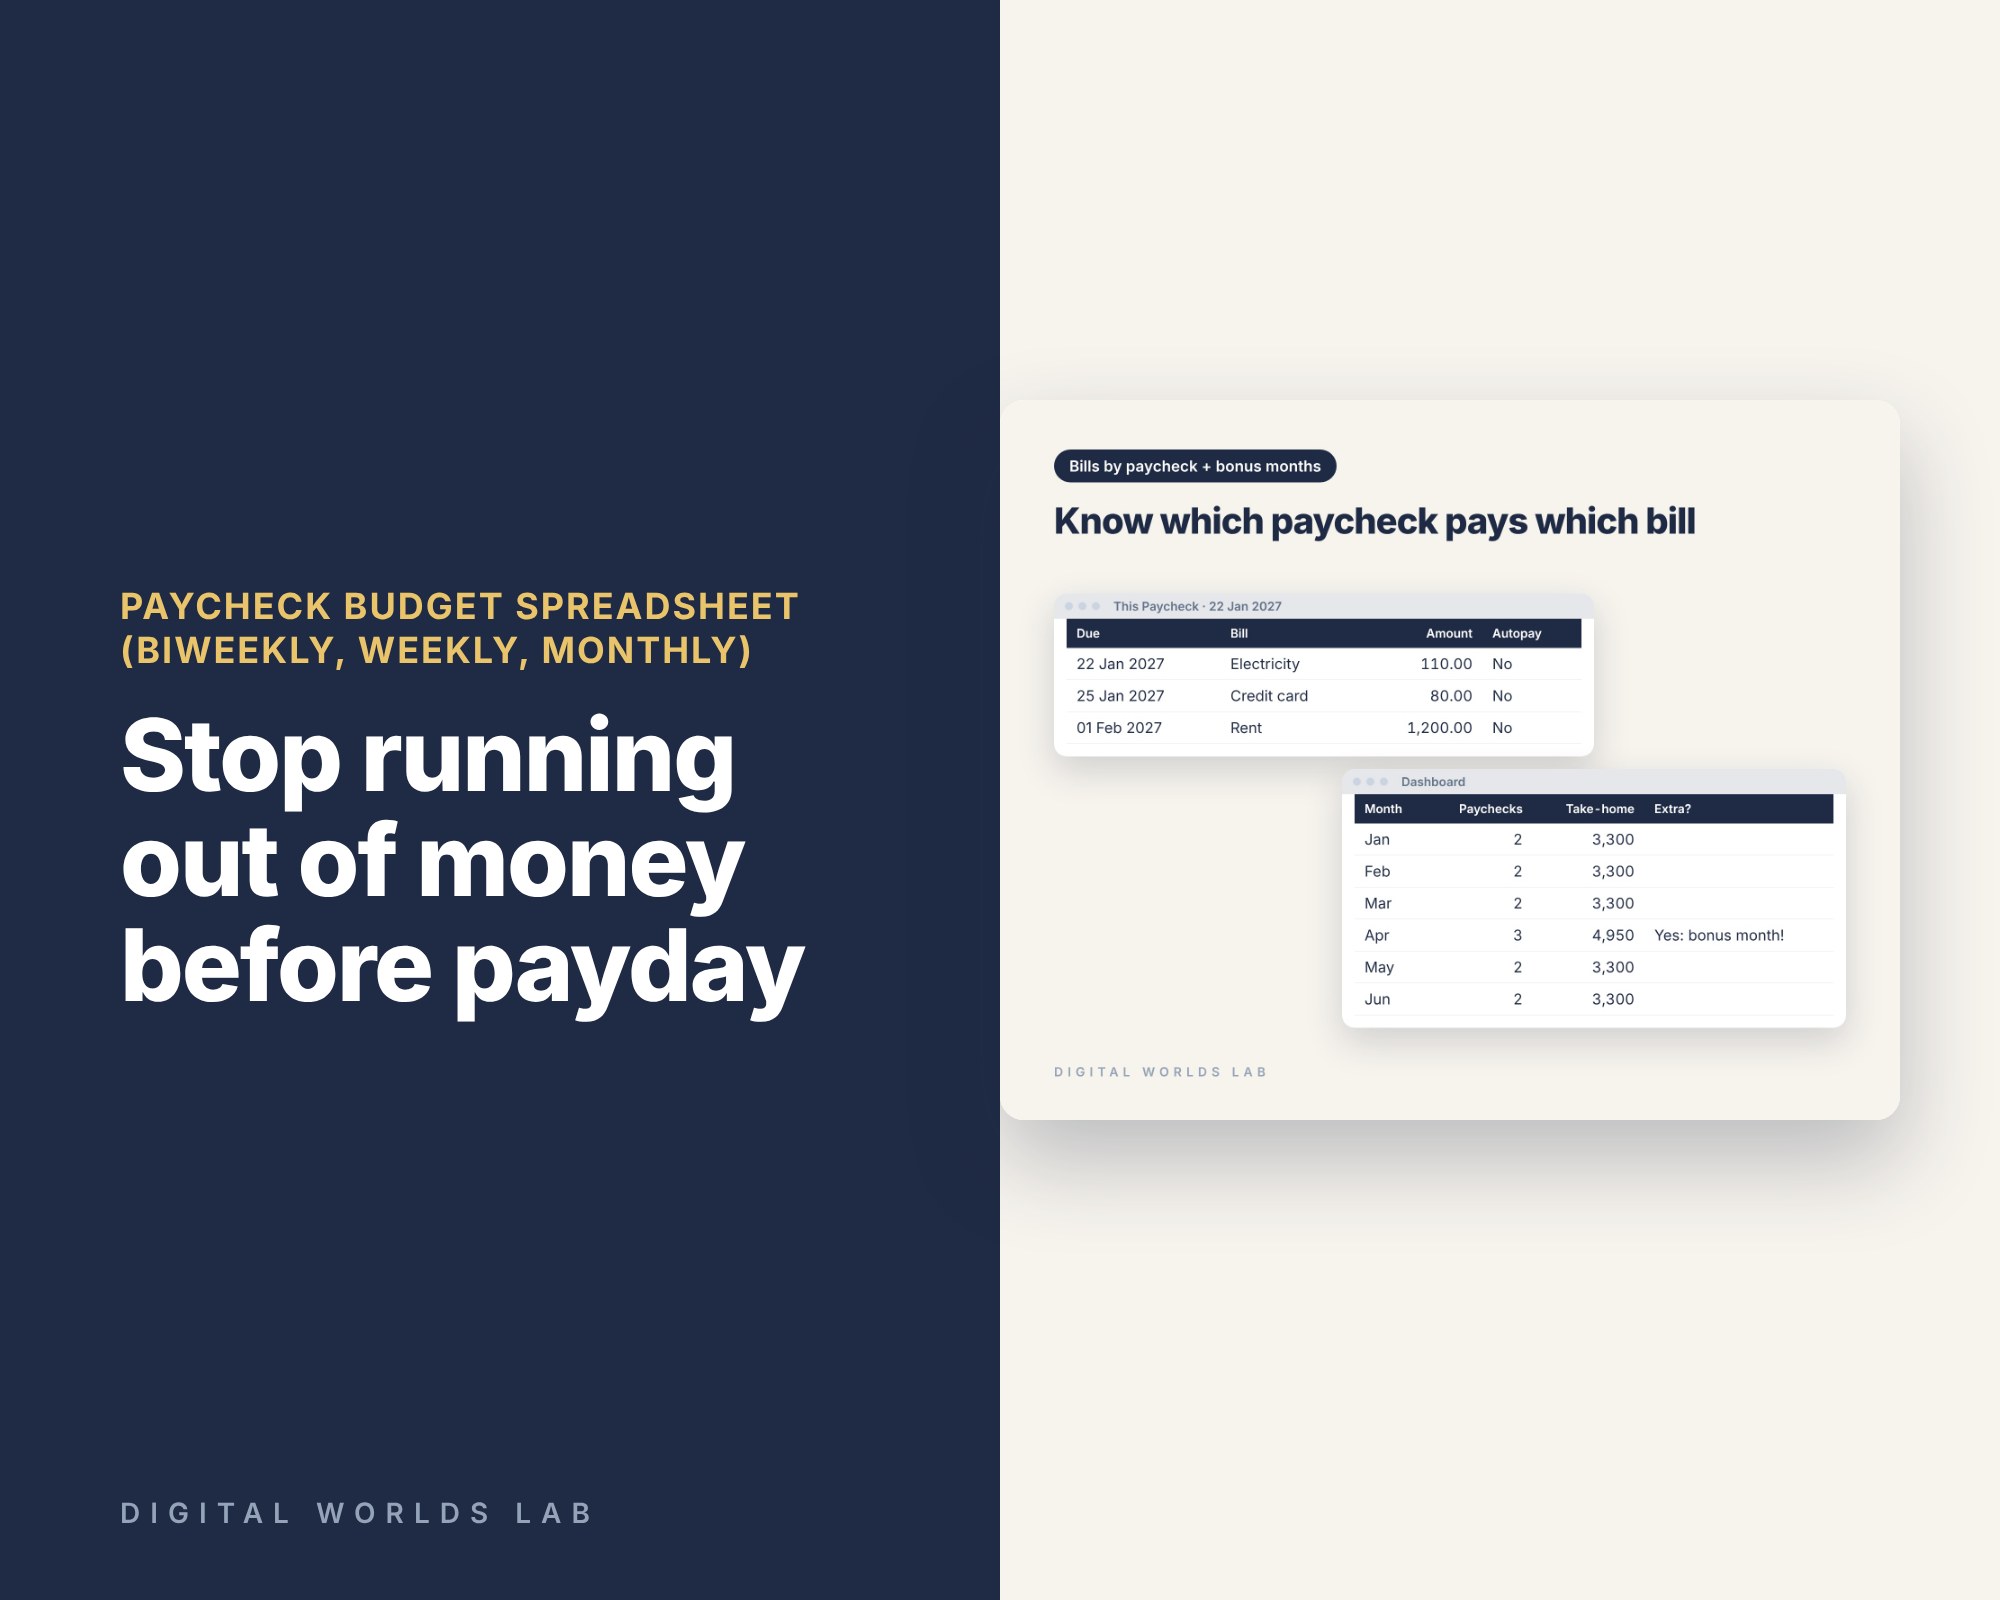 PAYCHECK BUDGET SPREADSHEET
(BIWEEKLY, WEEKLY, MONTHLY)
Stop running
out of money
before payday
DIGITAL WORLDS LAB
Bills by paycheck + bonus months
Know which paycheck pays which bill
This Paycheck · 22 Jan 2027
Due Bill Amount Autopay
22 Jan 2027 Electricity 110.00 No
25 Jan 2027 Credit card 80.00 No
01 Feb 2027 Rent 1,200.00 No
Dashboard
Month Paychecks Take-home Extra?
Jan 2 3,300
Feb 2 3,300
Mar 2 3,300
Apr 3 4,950 Yes: bonus month!
May 2 3,300
Jun 2 3,300
DIGITAL WORLDS LAB